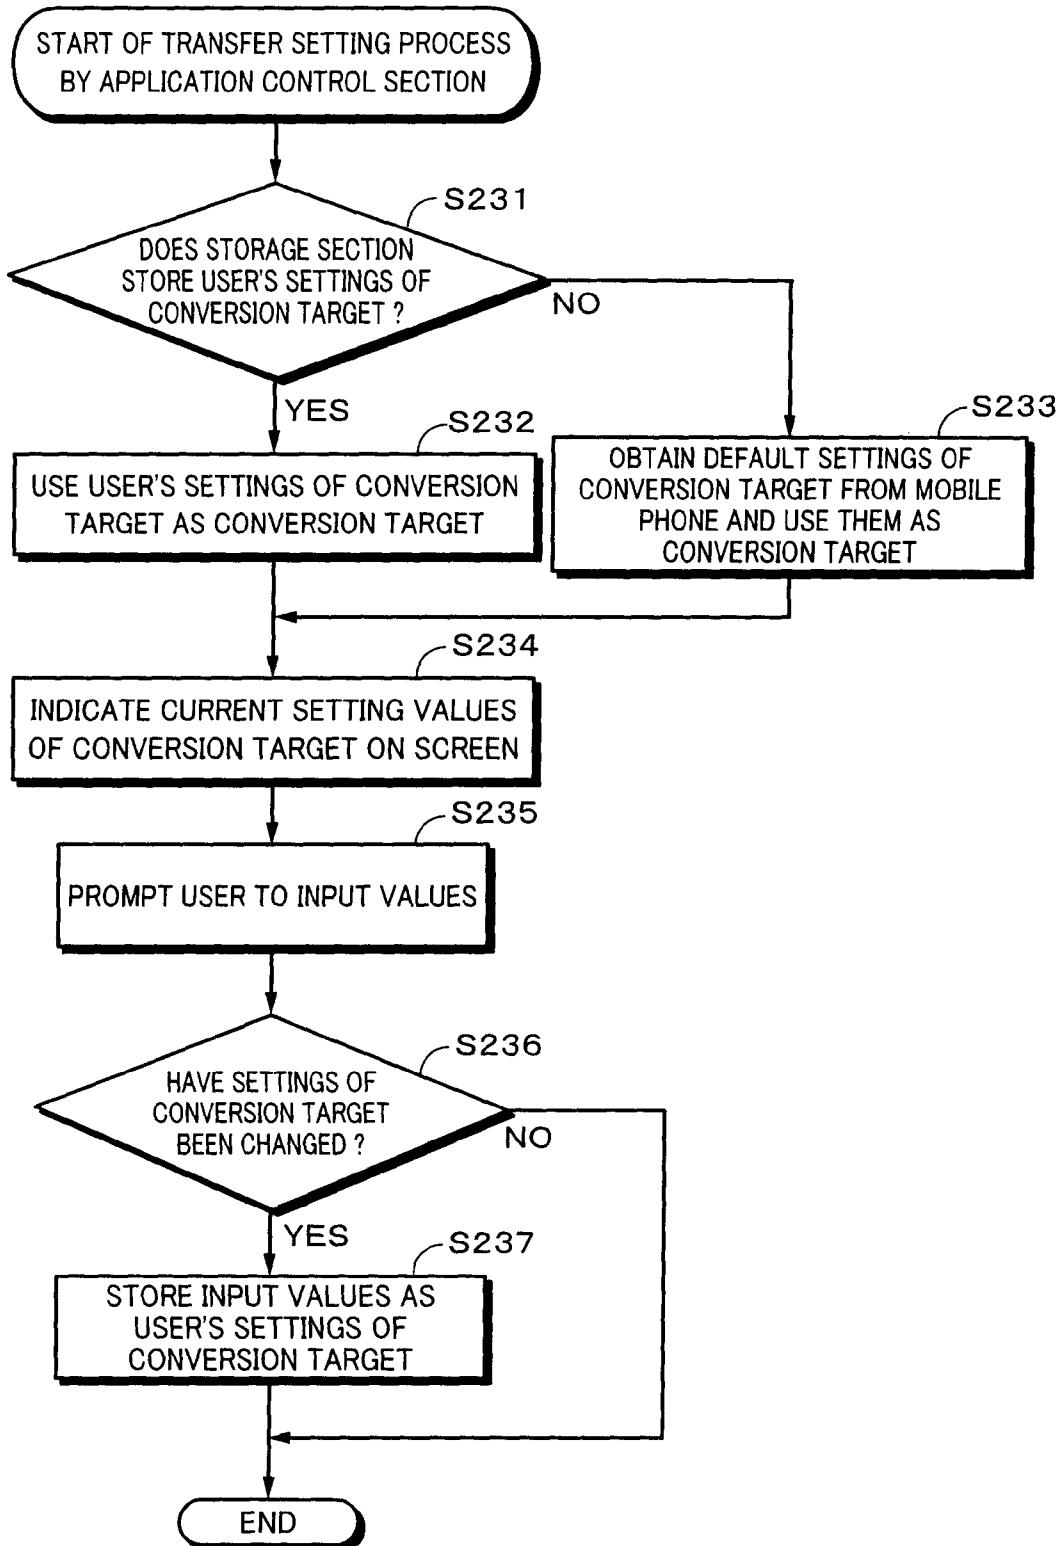 START OF TRANSFER SETTING PROCESS
BY APPLICATION CONTROL SECTION
S231
DOES STORAGE SECTION
STORE USER'S SETTINGS OF
CONVERSION TARGET ?
NO
YES
S232
USE USER'S SETTINGS OF CONVERSION
TARGET AS CONVERSION TARGET
S233
OBTAIN DEFAULT SETTINGS OF
CONVERSION TARGET FROM MOBILE
PHONE AND USE THEM AS
CONVERSION TARGET
S234
INDICATE CURRENT SETTING VALUES
OF CONVERSION TARGET ON SCREEN
S235
PROMPT USER TO INPUT VALUES
S236
HAVE SETTINGS OF
CONVERSION TARGET
BEEN CHANGED ?
NO
YES
S237
STORE INPUT VALUES AS
USER'S SETTINGS OF
CONVERSION TARGET
END